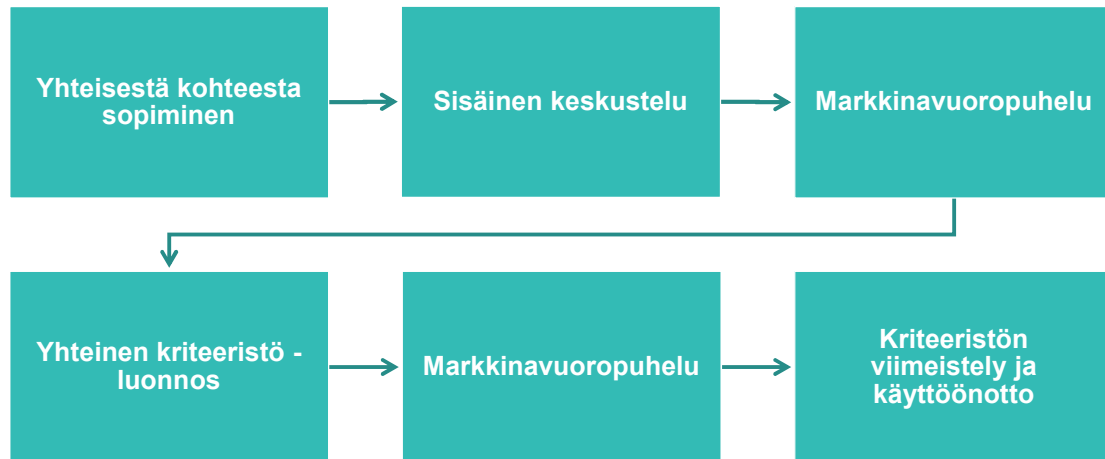 Yhteisestä kohteesta
sopiminen
Sisäinen keskustelu
Markkinavuoropuhelu
Yhteinen kriteeristö -
luonnos
Markkinavuoropuhelu
Kriteeristön
viimeistely ja
käyttöönotto